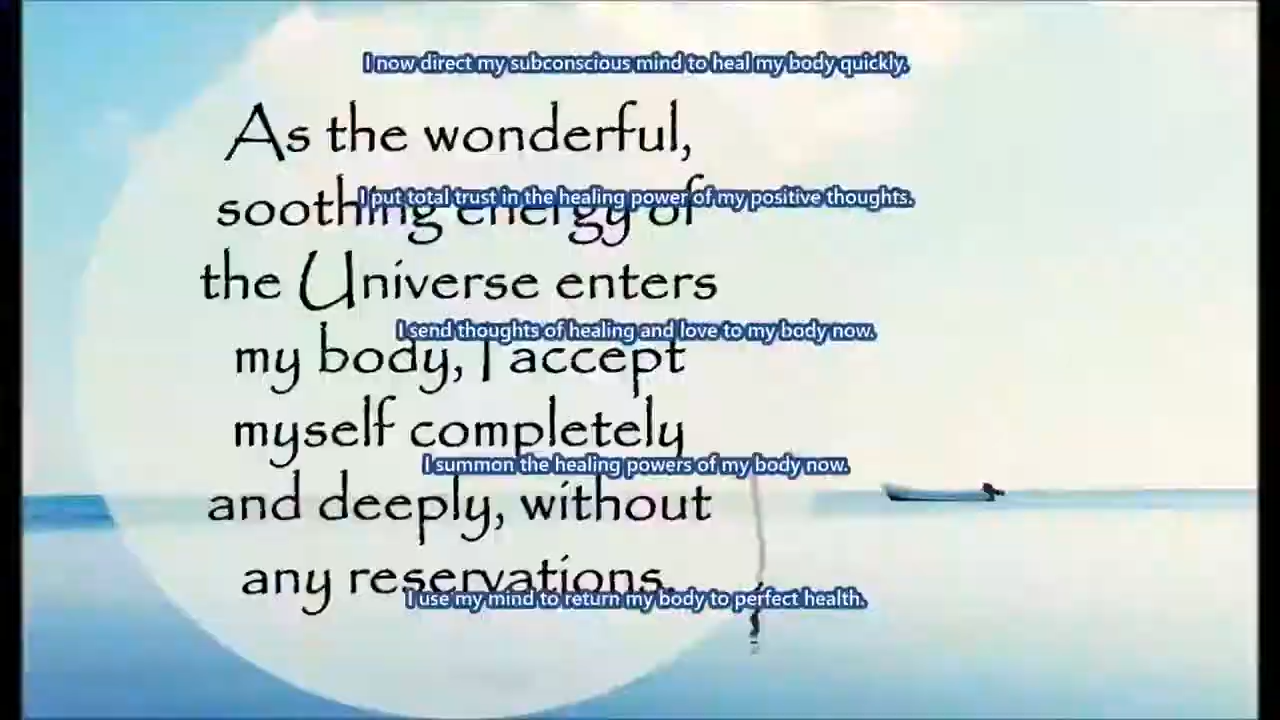 I now direct my subconscious mind to heal my body quickly.
As the wonderful,
I put total trust in the healing power of my positive thoughts.
soothing energy of
the Universe enters
I send thoughts of healing and love to my body now.
my body, I accept
myself completely
I summon the healing powers of my body now.
and deeply, without
any reservations.
I use my mind to return my body to perfect health.